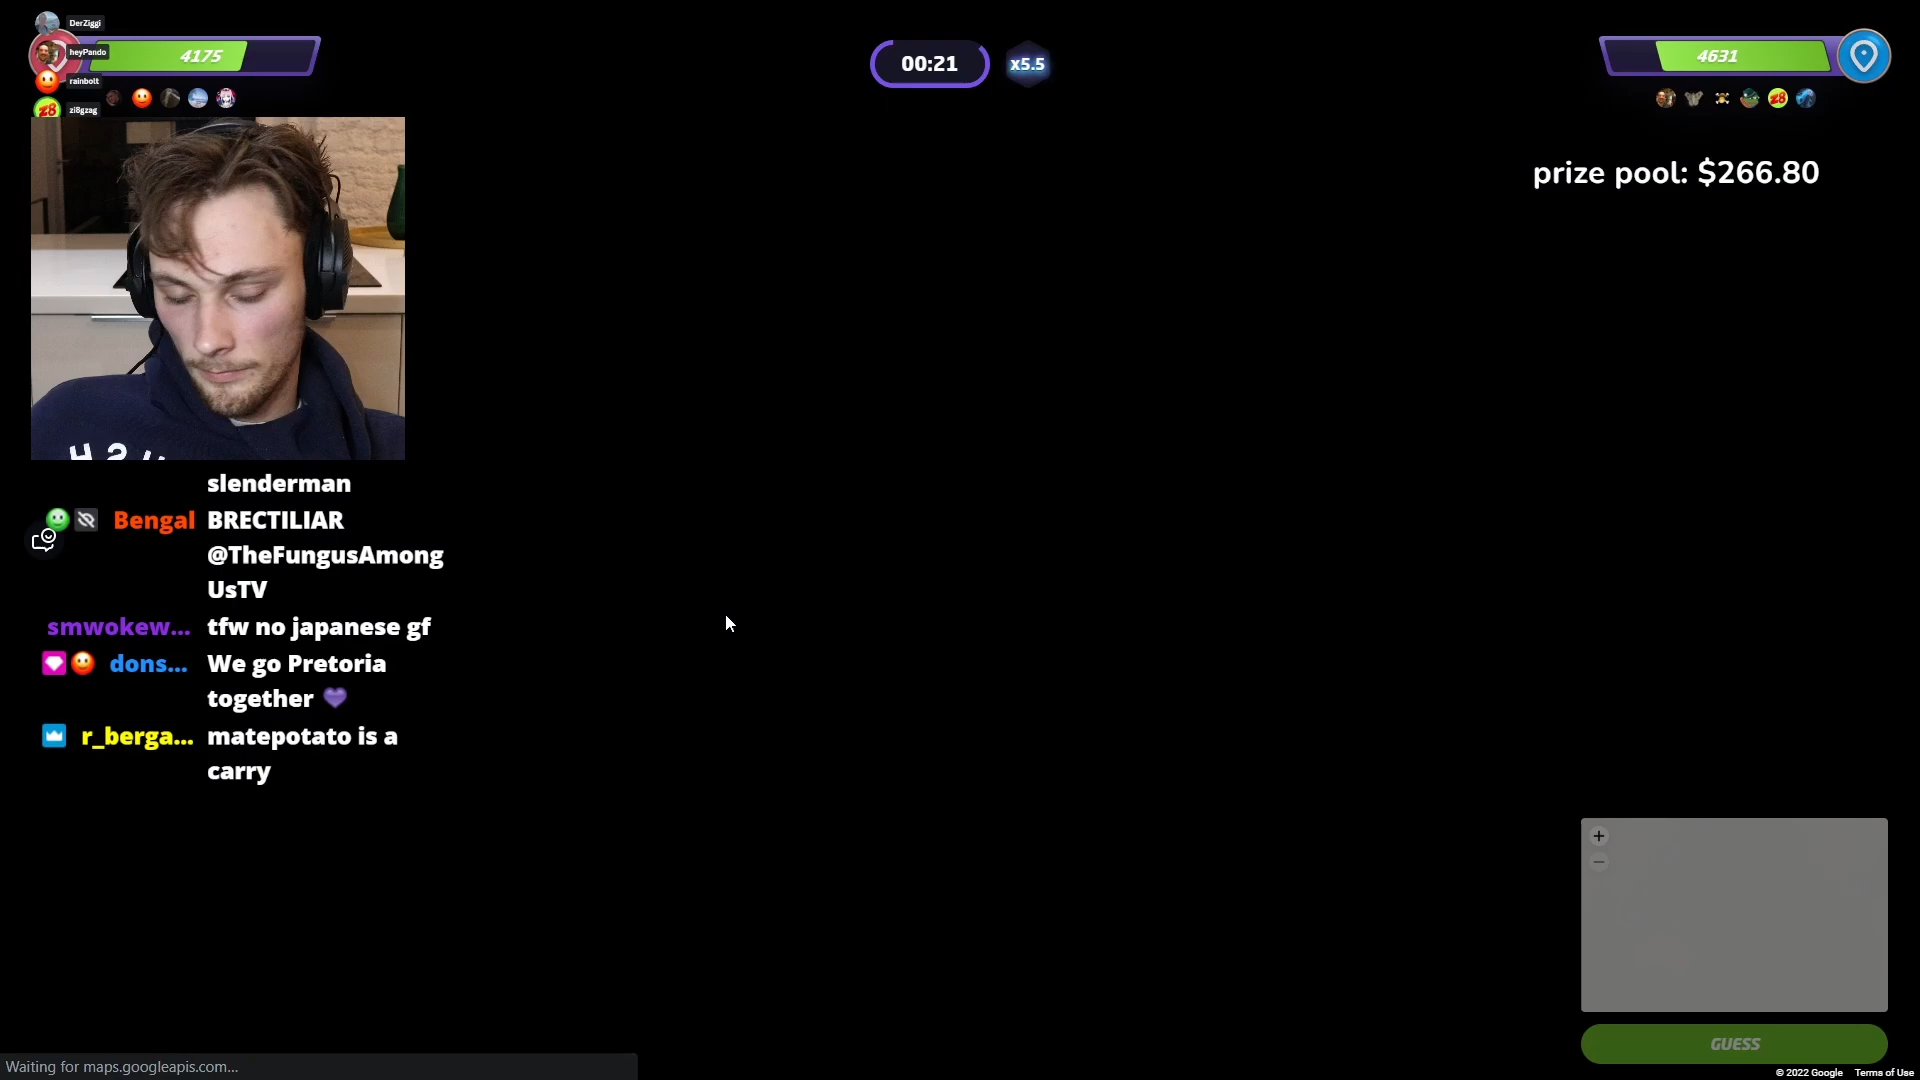 DerZiggi
heyPando
rainbolt
zi8gzag
4175
00:21
x5.5
4631
z8
z8
prize pool: $266.80
slenderman
Bengal BRECTILIAR
@TheFungusAmong
UsTV
smwokew... tfw no japanese gf
dons... We go Pretoria
together
r_berga... matepotato is a
carry
+
−
GUESS
Waiting for maps.googleapis.com...
© 2022 Google Terms of Use